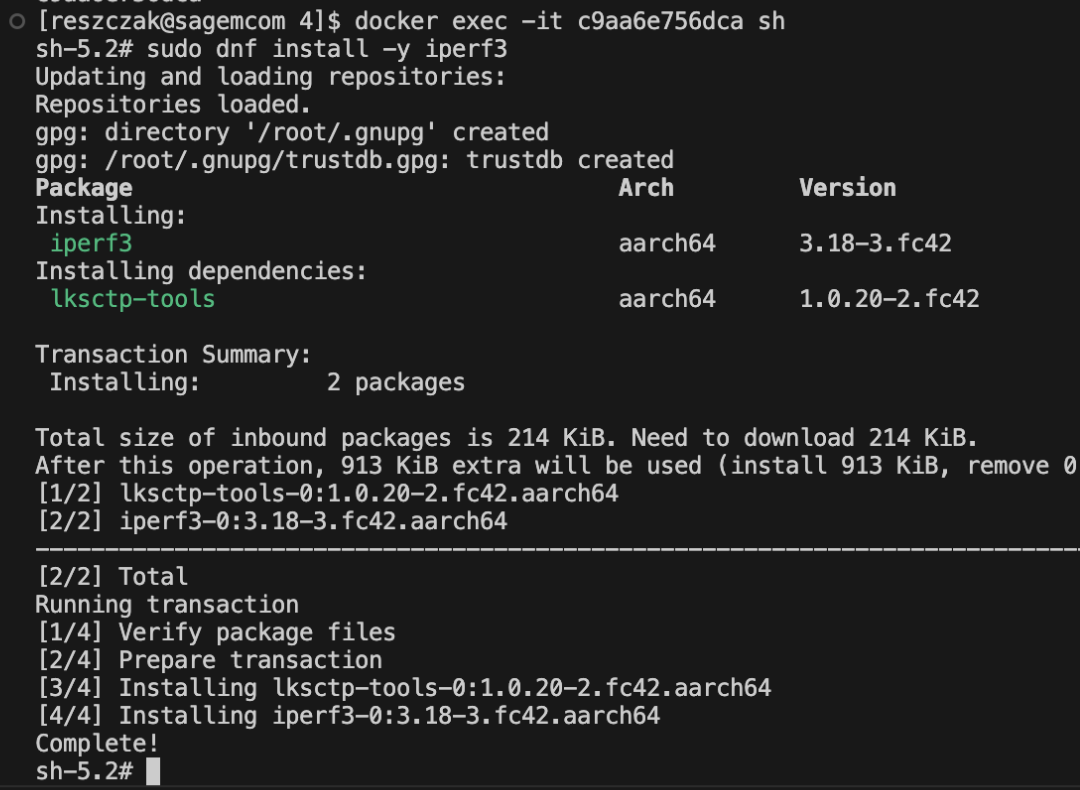 [reszczak@sagemcom 4]$ docker exec -it c9aa6e756dca sh
sh-5.2# sudo dnf install -y iperf3
Updating and loading repositories:
Repositories loaded.
gpg: directory '/root/.gnupg' created
gpg: /root/.gnupg/trustdb.gpg: trustdb created
Package Arch Version
Installing:
iperf3 aarch64 3.18-3.fc42
Installing dependencies:
lksctp-tools aarch64 1.0.20-2.fc42
Transaction Summary:
Installing: 2 packages
Total size of inbound packages is 214 KiB. Need to download 214 KiB.
After this operation, 913 KiB extra will be used (install 913 KiB, remove 0
[1/2] lksctp-tools-0:1.0.20-2.fc42.aarch64
[2/2] iperf3-0:3.18-3.fc42.aarch64
--------------------------------------------------------------------------------
[2/2] Total
Running transaction
[1/4] Verify package files
[2/4] Prepare transaction
[3/4] Installing lksctp-tools-0:1.0.20-2.fc42.aarch64
[4/4] Installing iperf3-0:3.18-3.fc42.aarch64
Complete!
sh-5.2#